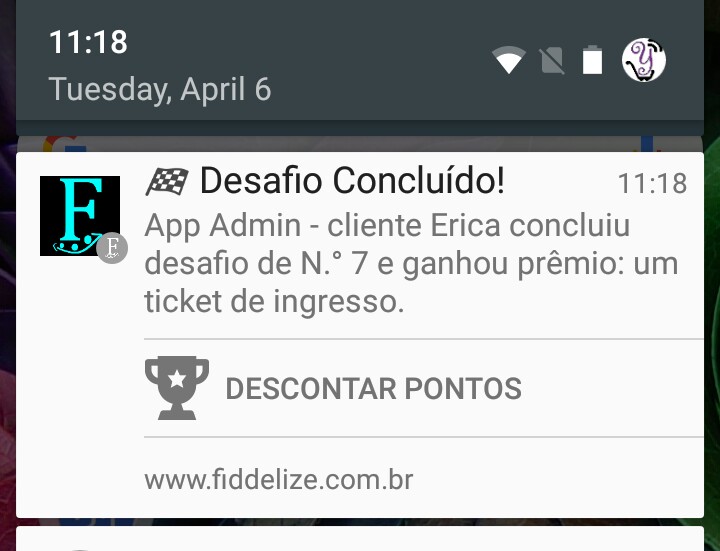 11:18
Tuesday, April 6
Desafio Concluído!
11:18
App Admin - cliente Erica concluiu
desafio de N.° 7 e ganhou prêmio: um
ticket de ingresso.
DESCONTAR PONTOS
www.fiddelize.com.br
F
F
Y